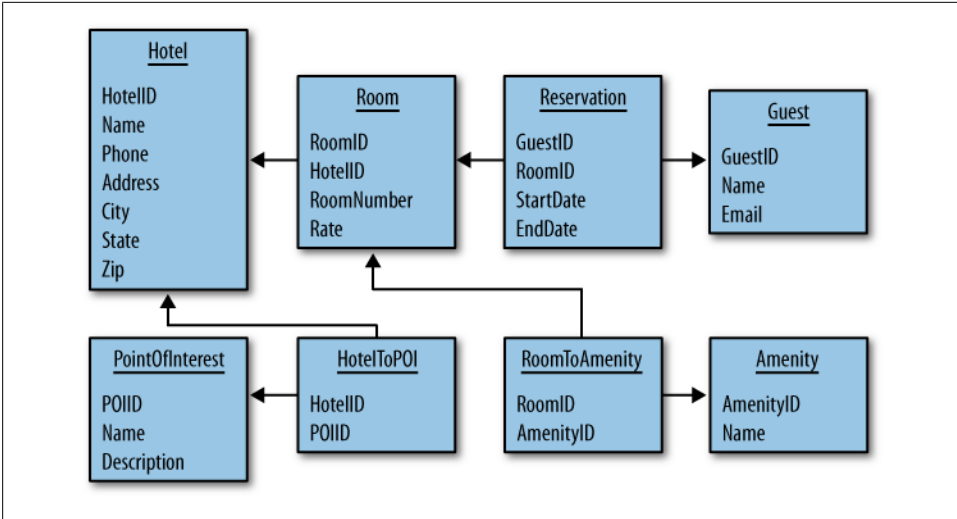 Hotel
HotelID
Name
Phone
Address
City
State
Zip
Room
RoomID
HotelID
RoomNumber
Rate
Reservation
GuestID
RoomID
StartDate
EndDate
Guest
GuestID
Name
Email
PointOfInterest
POIID
Name
Description
HotelToPOI
HotelID
POIID
RoomToAmenity
RoomID
AmenityID
Amenity
AmenityID
Name